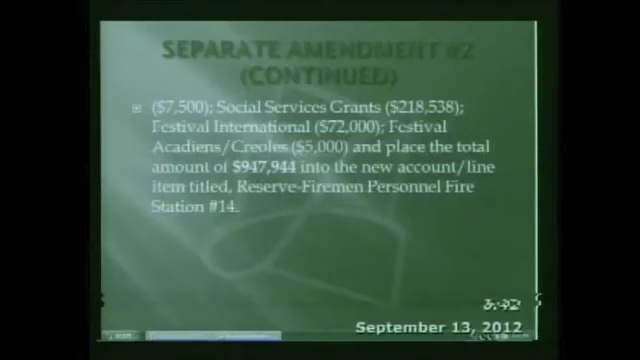 SEPARATE AMENDMENT #2
(CONTINUED)
($7,500); Social Services Grants ($218,538);
Festival International ($72,000); Festival
Acadiens/Creoles ($5,000) and place the total
amount of $947,944 into the new account/line
item titled, Reserve-Firemen Personnel Fire
Station #14.
3:42
September 13, 2012